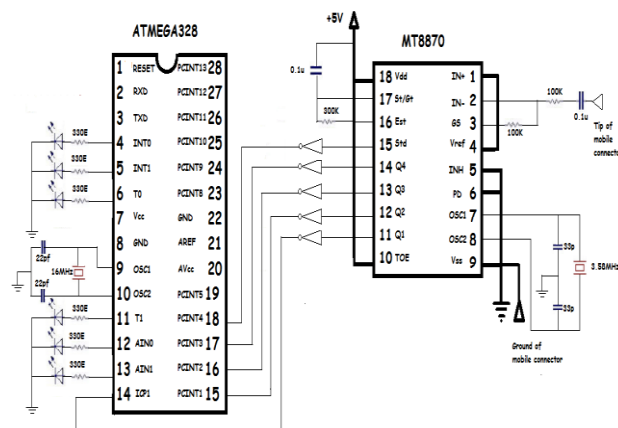 ATMEGA328
1 RESET PCINT13 28
2 RXD PCINT12 27
3 TXD PCINT11 26
4 INT0 PCINT10 25
5 INT1 PCINT9 24
6 T0 PCINT8 23
7 Vcc GND 22
8 GND AREF 21
9 OSC1 AVcc 20
10 OSC2 PCINT5 19
11 T1 PCINT4 18
12 AIN0 PCINT3 17
13 AIN1 PCINT2 16
14 ICP1 PCINT1 15
330E
330E
330E
22pf
16MHz
22pf
330E
330E
330E
+5V
0.1u
300K
MT8870
18 Vdd IN+ 1
17 St/Gt IN- 2
16 Est GS 3
15 Std Vref 4
14 Q4 INH 5
13 Q3 PD 6
12 Q2 OSC1 7
11 Q1 OSC2 8
10 TOE Vss 9
100K
100K
0.1u
Tip of
mobile
connector
33p
3.58MHz
33p
Ground of
mobile connector